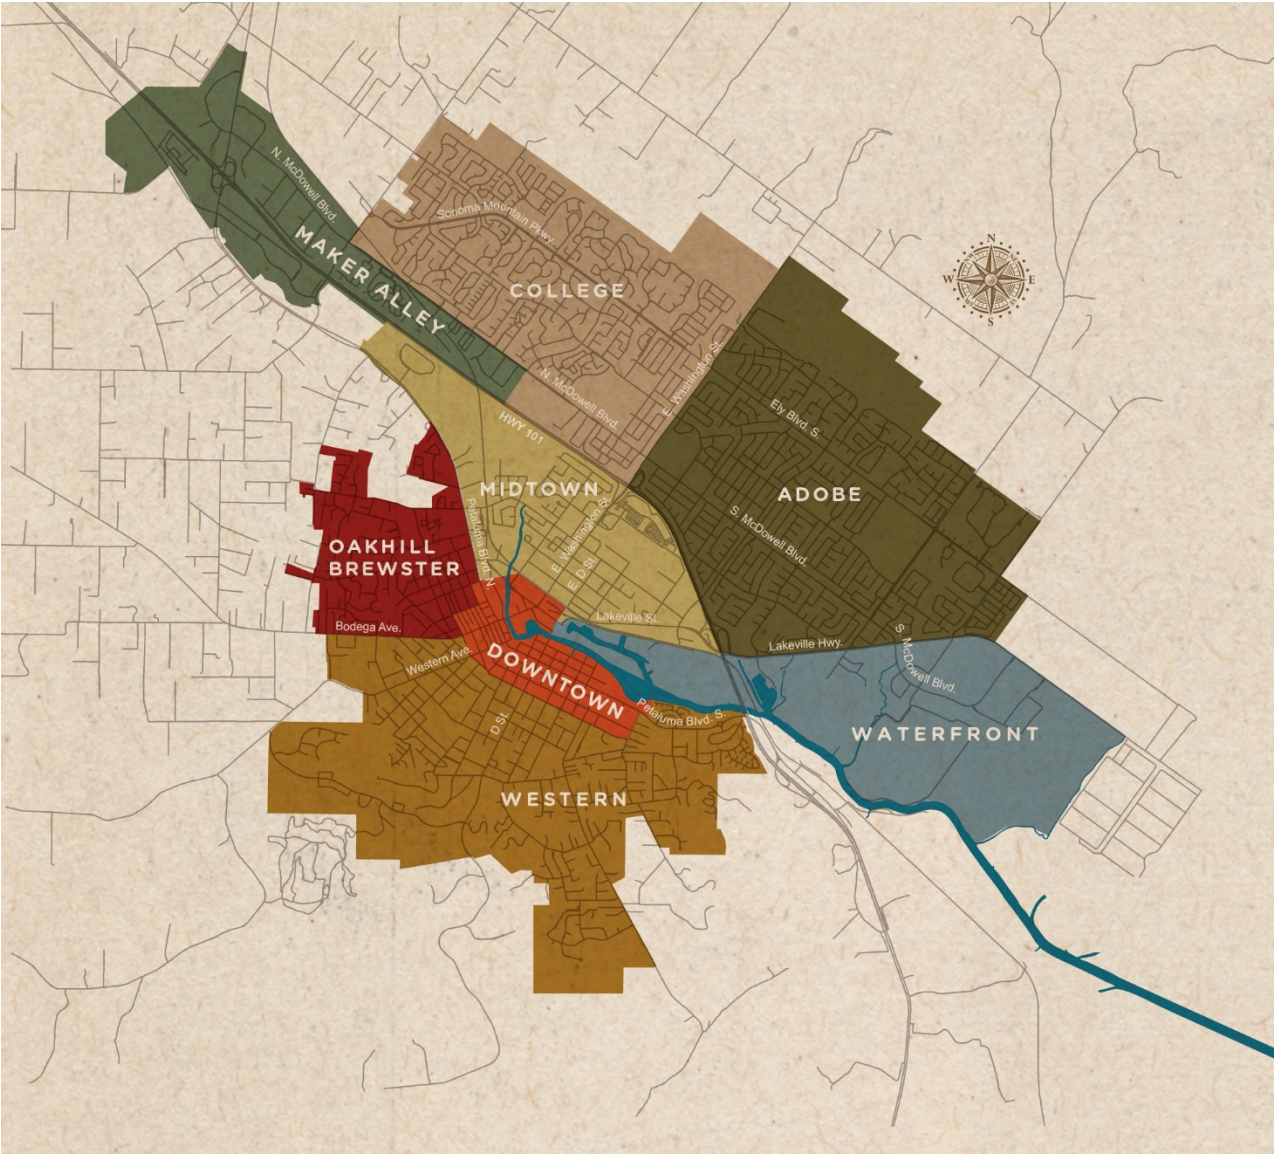 N. McDowell Blvd.
MAKER ALLEY
Sonoma Mountain Pkwy.
COLLEGE
N
W
E
S
N. McDowell Blvd.
E. Washington St.
HWY 101
Ely Blvd. S.
MIDTOWN
ADOBE
Petaluma Blvd. N.
E. Washington St.
E. D St.
S. McDowell Blvd.
OAKHILL
BREWSTER
Bodega Ave.
Lakeville St.
Lakeville Hwy.
S. McDowell Blvd.
Western Ave.
DOWNTOWN
D St.
Petaluma Blvd. S.
WATERFRONT
WESTERN